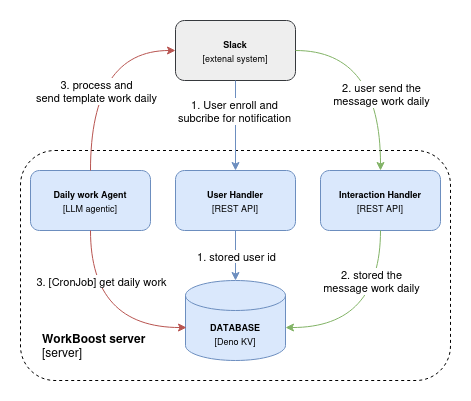 Slack
[extenal system]
3. process and
send template work daily
1. User enroll and
subcribe for notification
2. user send the
message work daily
Daily work Agent
[LLM agentic]
User Handler
[REST API]
Interaction Handler
[REST API]
1. stored user id
3. [CronJob] get daily work
2. stored the
message work daily
DATABASE
[Deno KV]
WorkBoost server
[server]